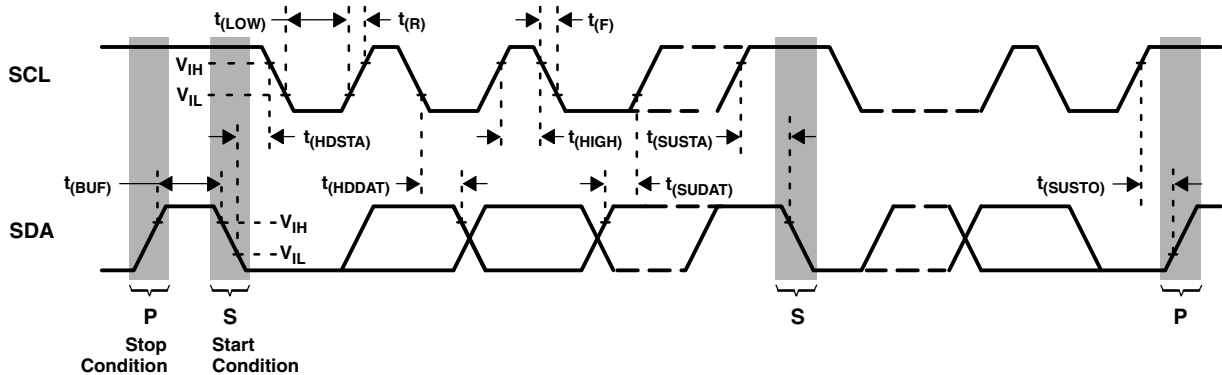 t(LOW) t(R) t(F)
SCL
VIH
VIL
t(HDSTA) t(HIGH) t(SUSTA)
t(BUF) t(HDDAT) t(SUDAT) t(SUSTO)
SDA
VIH
VIL
P S S P
Stop Condition
Start Condition